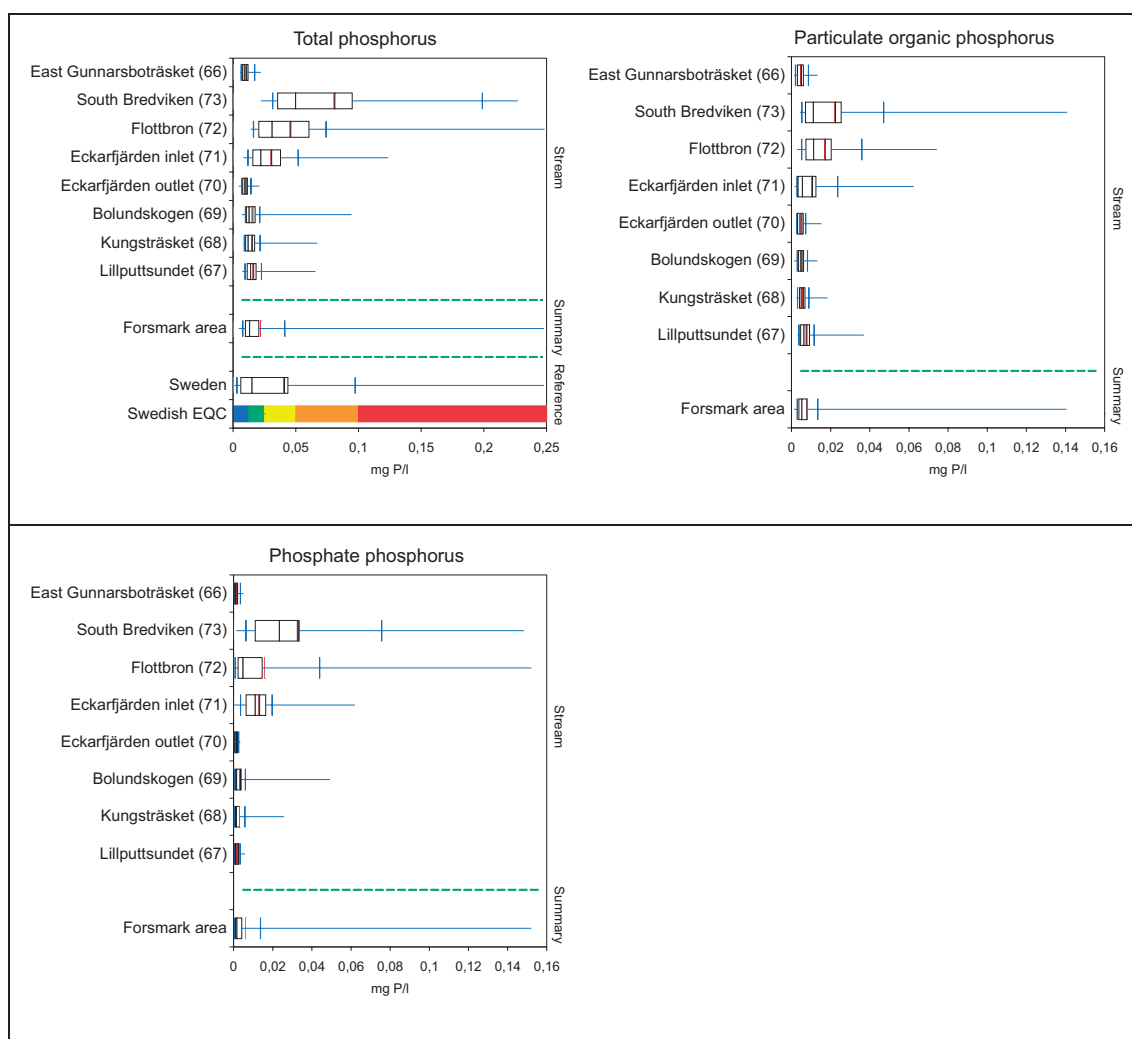 Total phosphorus
East Gunnarsboträsket (66)
South Bredviken (73)
Flottbron (72)
Eckarfjärden inlet (71)
Eckarfjärden outlet (70)
Bolundskogen (69)
Kungsträsket (68)
Lillputtsundet (67)
Forsmark area
Sweden
Swedish EQC
Stream
Summary
Reference
0 0,05 0,1 0,15 0,2 0,25
mg P/l
Particulate organic phosphorus
East Gunnarsboträsket (66)
South Bredviken (73)
Flottbron (72)
Eckarfjärden inlet (71)
Eckarfjärden outlet (70)
Bolundskogen (69)
Kungsträsket (68)
Lillputtsundet (67)
Forsmark area
Stream
Summary
0 0,02 0,04 0,06 0,08 0,1 0,12 0,14 0,16
mg P/l
Phosphate phosphorus
East Gunnarsboträsket (66)
South Bredviken (73)
Flottbron (72)
Eckarfjärden inlet (71)
Eckarfjärden outlet (70)
Bolundskogen (69)
Kungsträsket (68)
Lillputtsundet (67)
Forsmark area
Stream
Summary
0 0,02 0,04 0,06 0,08 0,1 0,12 0,14 0,16
mg P/l